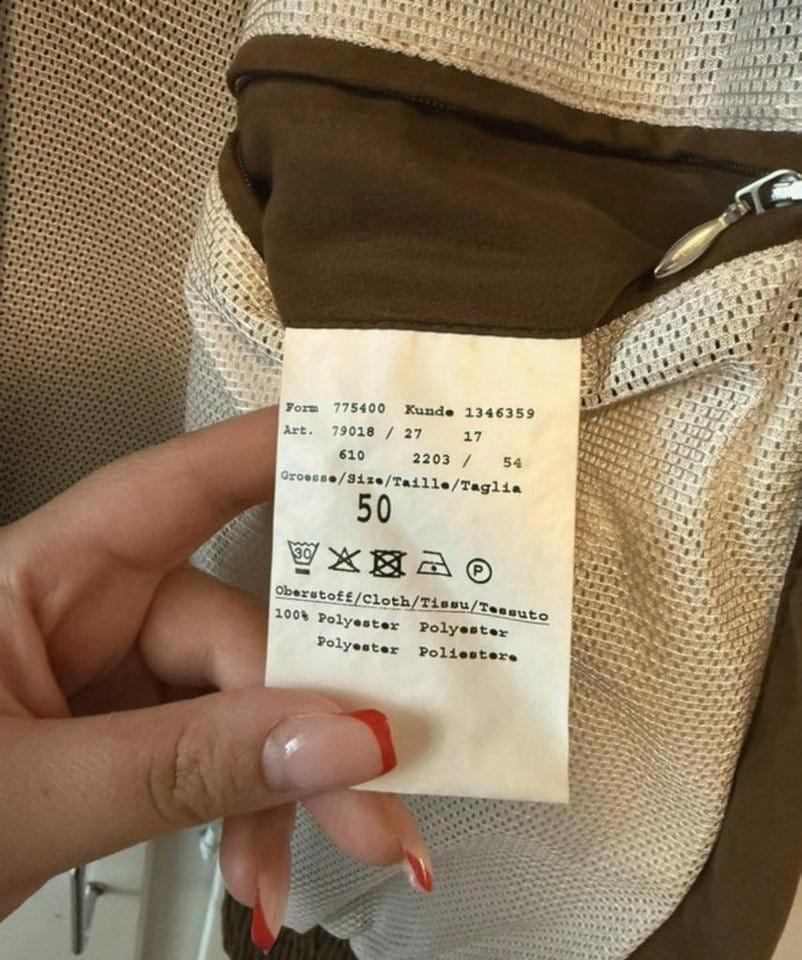 Form 775400 Kunde 1346359
Art. 79018 / 27 17
610 2203 / 54
Groesse/Size/Taille/Taglia
50
30 P
Oberstoff/Cloth/Tissu/Tessuto
100% Polyester Polyester
Polyester Poliestere